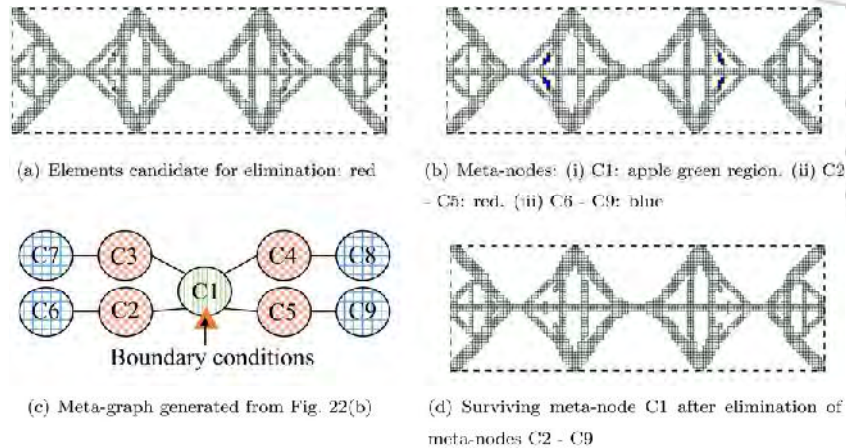 (a) Elements candidate for elimination: red
(b) Meta-nodes: (i) C1: apple green region. (ii) C2
- C5: red. (iii) C6 - C9: blue
C7
C3
C4
C8
C1
C6
C2
C5
C9
Boundary conditions
(c) Meta-graph generated from Fig. 22(b)
(d) Surviving meta-node C1 after elimination of
meta-nodes C2 - C9